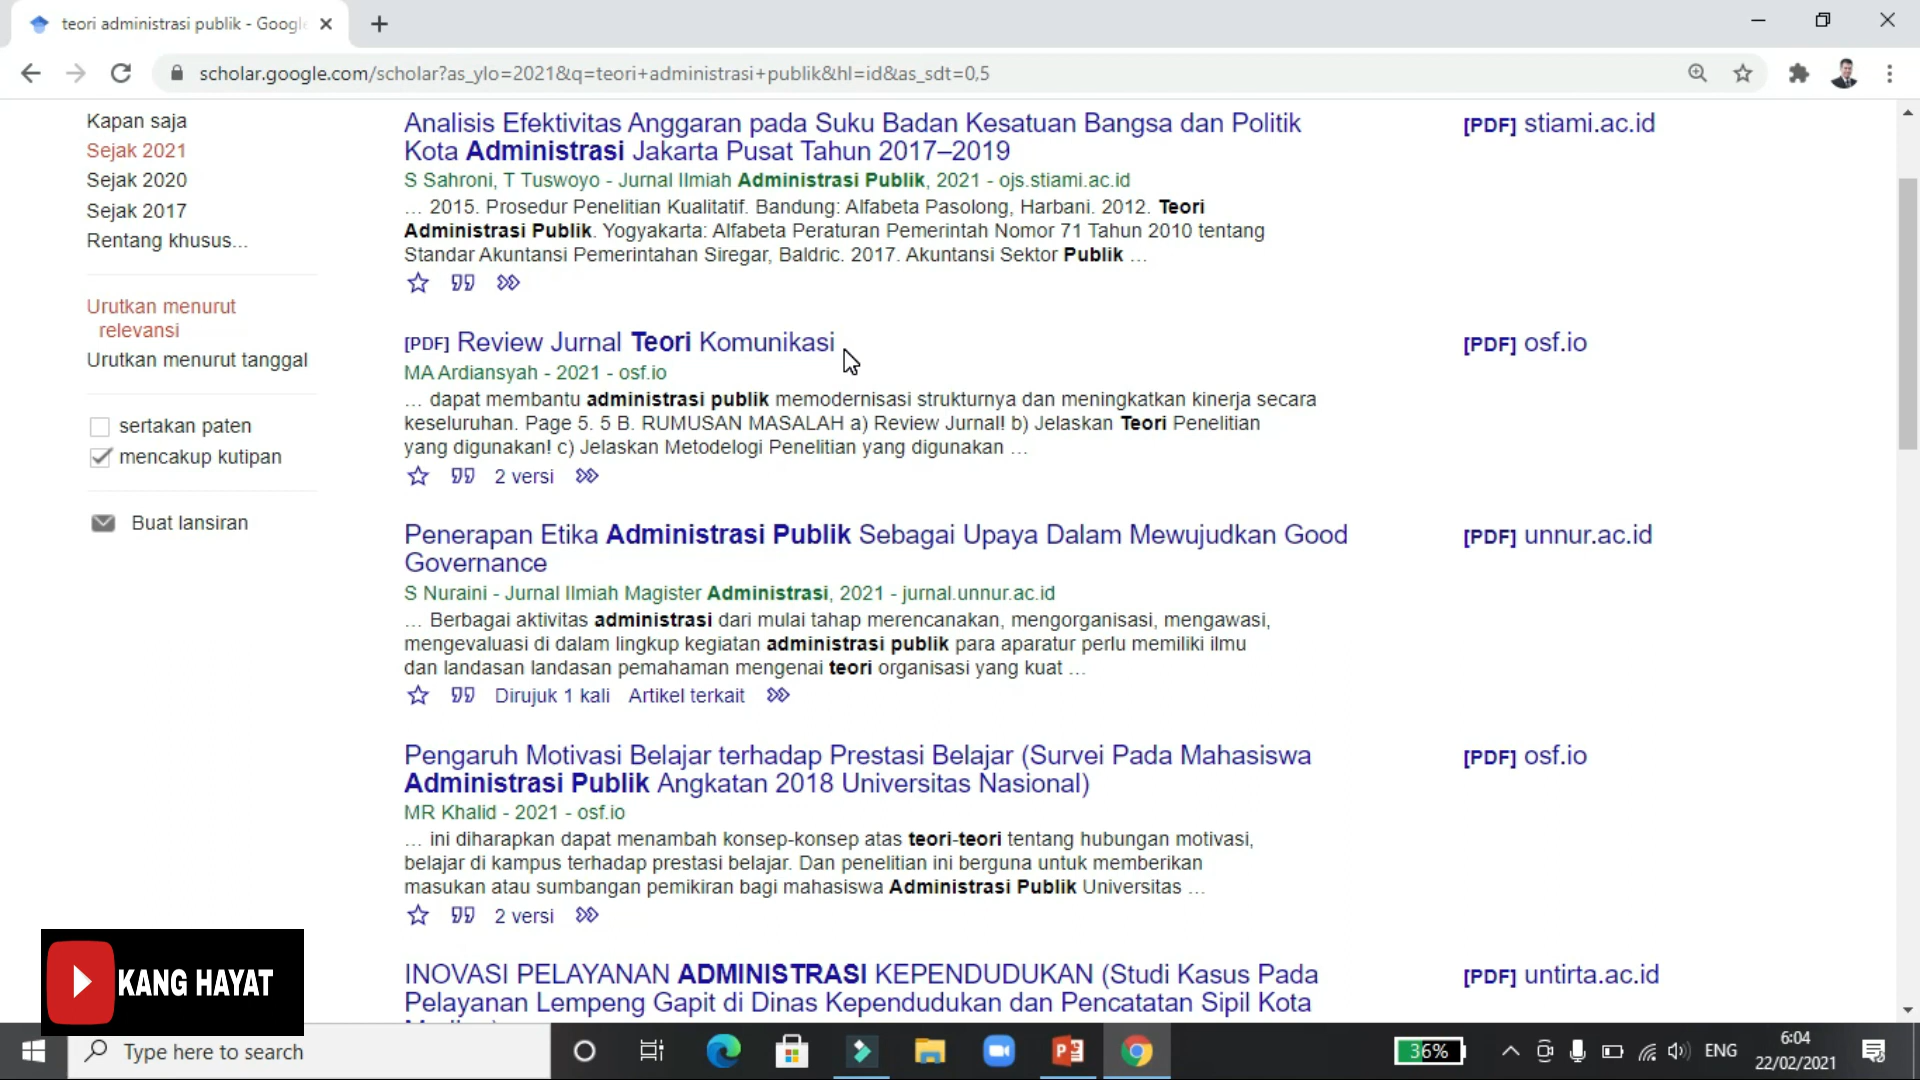 teori administrasi publik - Googl
scholar.google.com/scholar?as_ylo=2021&q=teori+administrasi+publik&hl=id&as_sdt=0,5
Kapan saja
Sejak 2021
Sejak 2020
Sejak 2017
Rentang khusus...
Urutkan menurut
relevansi
Urutkan menurut tanggal
sertakan paten
mencakup kutipan
Buat lansiran
Analisis Efektivitas Anggaran pada Suku Badan Kesatuan Bangsa dan Politik
Kota Administrasi Jakarta Pusat Tahun 2017–2019
S Sahroni, T Tuswoyo - Jurnal Ilmiah Administrasi Publik, 2021 - ojs.stiami.ac.id
... 2015. Prosedur Penelitian Kualitatif. Bandung: Alfabeta Pasolong, Harbani. 2012. Teori
Administrasi Publik. Yogyakarta: Alfabeta Peraturan Pemerintah Nomor 71 Tahun 2010 tentang
Standar Akuntansi Pemerintahan Siregar, Baldric. 2017. Akuntansi Sektor Publik ...
[PDF] stiami.ac.id
[PDF] Review Jurnal Teori Komunikasi
MA Ardiansyah - 2021 - osf.io
... dapat membantu administrasi publik memodernisasi strukturnya dan meningkatkan kinerja secara
keseluruhan. Page 5. 5 B. RUMUSAN MASALAH a) Review Jurnal! b) Jelaskan Teori Penelitian
yang digunakan! c) Jelaskan Metodelogi Penelitian yang digunakan ...
2 versi
[PDF] osf.io
Penerapan Etika Administrasi Publik Sebagai Upaya Dalam Mewujudkan Good
Governance
S Nuraini - Jurnal Ilmiah Magister Administrasi, 2021 - jurnal.unnur.ac.id
... Berbagai aktivitas administrasi dari mulai tahap merencanakan, mengorganisasi, mengawasi,
mengevaluasi di dalam lingkup kegiatan administrasi publik para aparatur perlu memiliki ilmu
dan landasan landasan pemahaman mengenai teori organisasi yang kuat ...
Dirujuk 1 kali Artikel terkait
[PDF] unnur.ac.id
Pengaruh Motivasi Belajar terhadap Prestasi Belajar (Survei Pada Mahasiswa
Administrasi Publik Angkatan 2018 Universitas Nasional)
MR Khalid - 2021 - osf.io
... ini diharapkan dapat menambah konsep-konsep atas teori-teori tentang hubungan motivasi,
belajar di kampus terhadap prestasi belajar. Dan penelitian ini berguna untuk memberikan
masukan atau sumbangan pemikiran bagi mahasiswa Administrasi Publik Universitas ...
2 versi
[PDF] osf.io
INOVASI PELAYANAN ADMINISTRASI KEPENDUDUKAN (Studi Kasus Pada
Pelayanan Lempeng Gapit di Dinas Kependudukan dan Pencatatan Sipil Kota
[PDF] untirta.ac.id
KANG HAYAT
Type here to search
36%
ENG
6:04
22/02/2021